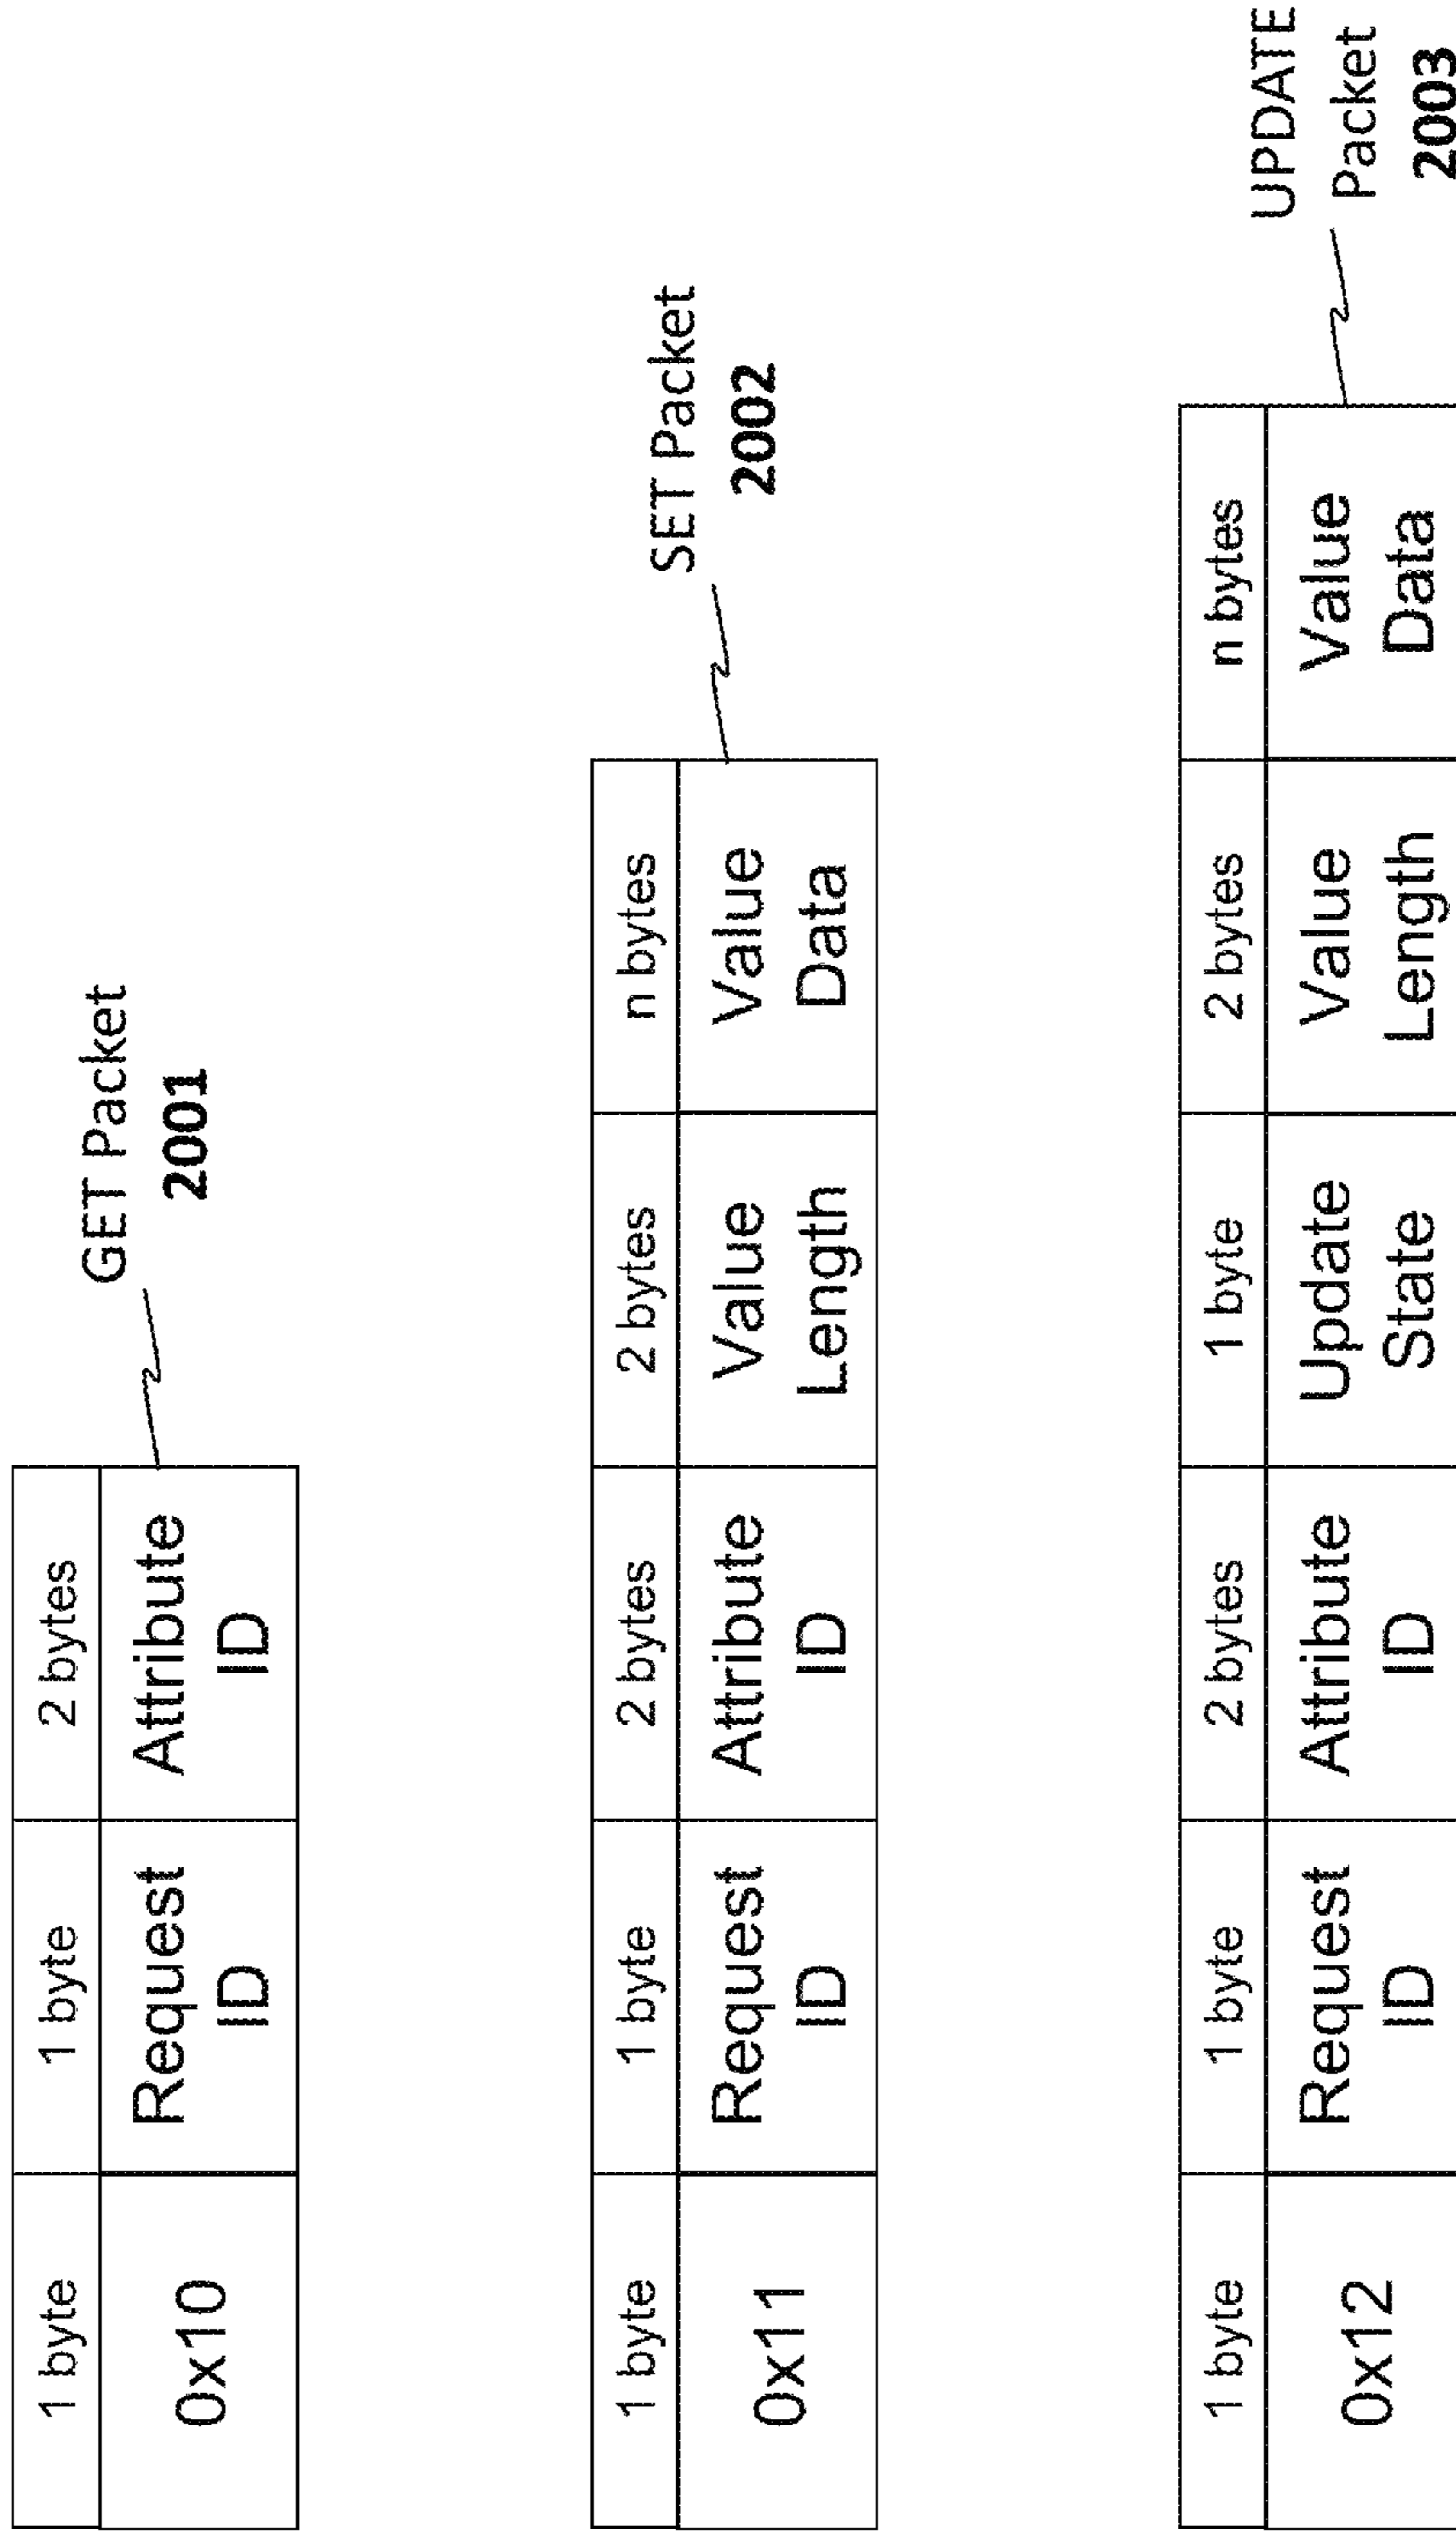 1 byte
1 byte
2 bytes
0x10
Request
ID
Attribute
ID
GET Packet
2001
1 byte
1 byte
2 bytes
2 bytes
n bytes
0x11
Request
ID
Attribute
ID
Value
Length
Value
Data
SET Packet
2002
1 byte
1 byte
2 bytes
1 byte
2 bytes
n bytes
0x12
Request
ID
Attribute
ID
Update
State
Value
Length
Value
Data
UPDATE
Packet
2003